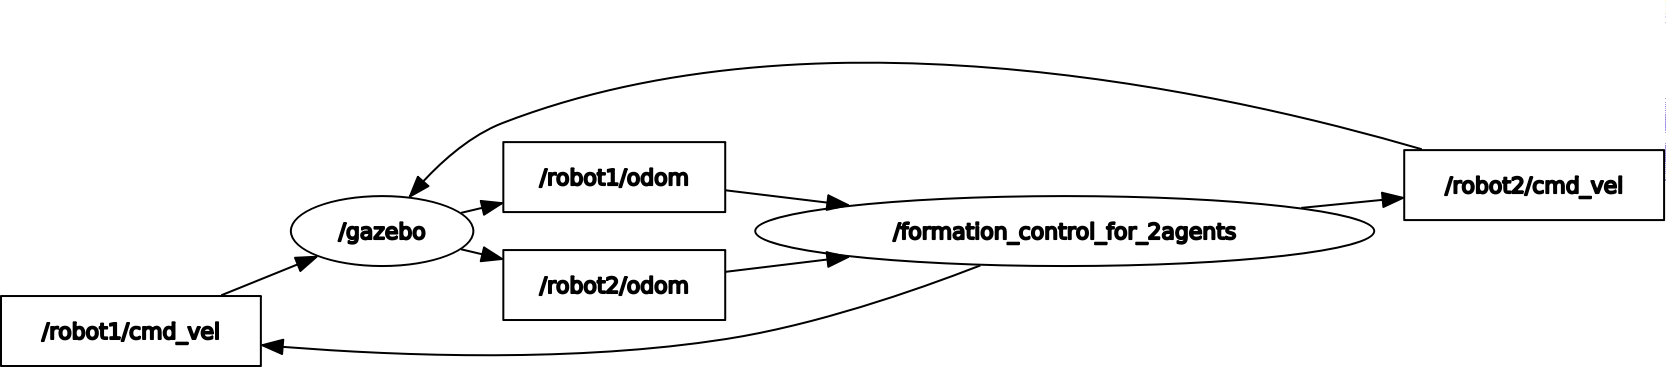 /robot1/odom
/robot2/cmd_vel
/gazebo
/formation_control_for_2agents
/robot2/odom
/robot1/cmd_vel